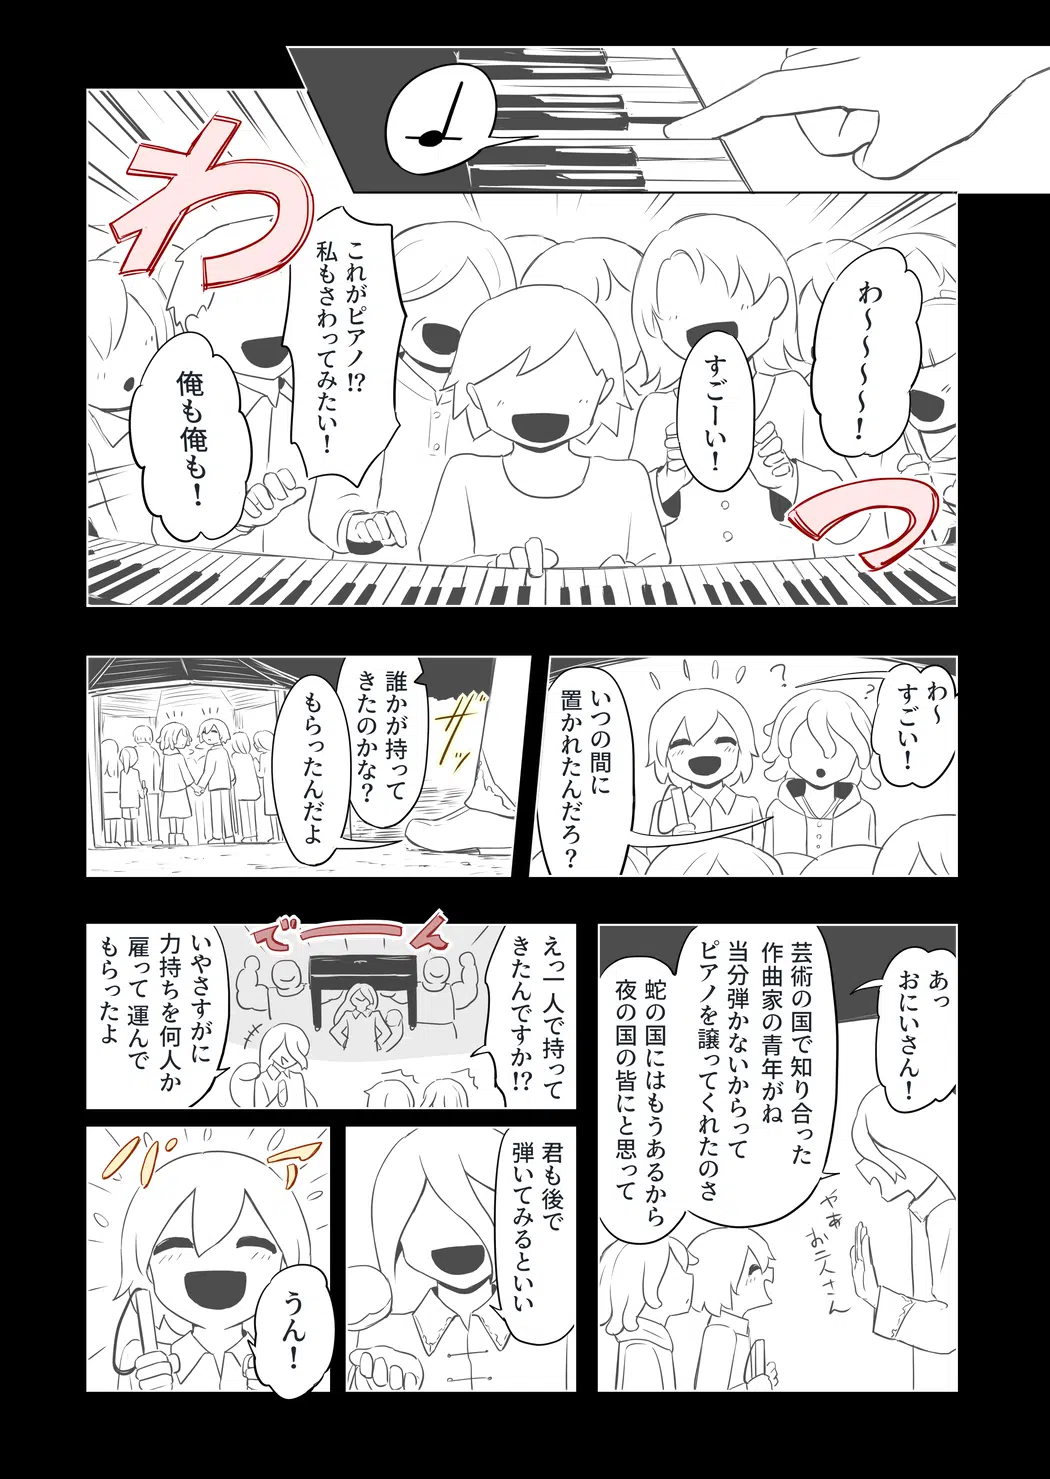 わっ
わ～～～～～！
すごーい！
これがピアノ⁉
私もさわってみたい！
俺も俺も！
わ～
すごい！
?
?
いつの間に
置かれたんだろ？
ザッ
誰かが持って
きたのかな？
もらったんだよ
あっ
おにいさん！
やぁ
お二人さん
芸術の国で知り合った
作曲家の青年がね
当分弾かないからって
ピアノを譲ってくれたのさ
蛇の国にはもうあるから
夜の国の皆にと思って
えっ一人で持って
きたんですか⁉
でーーん
いやさすがに
力持ちを何人か
雇って運んで
もらったよ
君も後で
弾いてみるといい
パァ
うん！